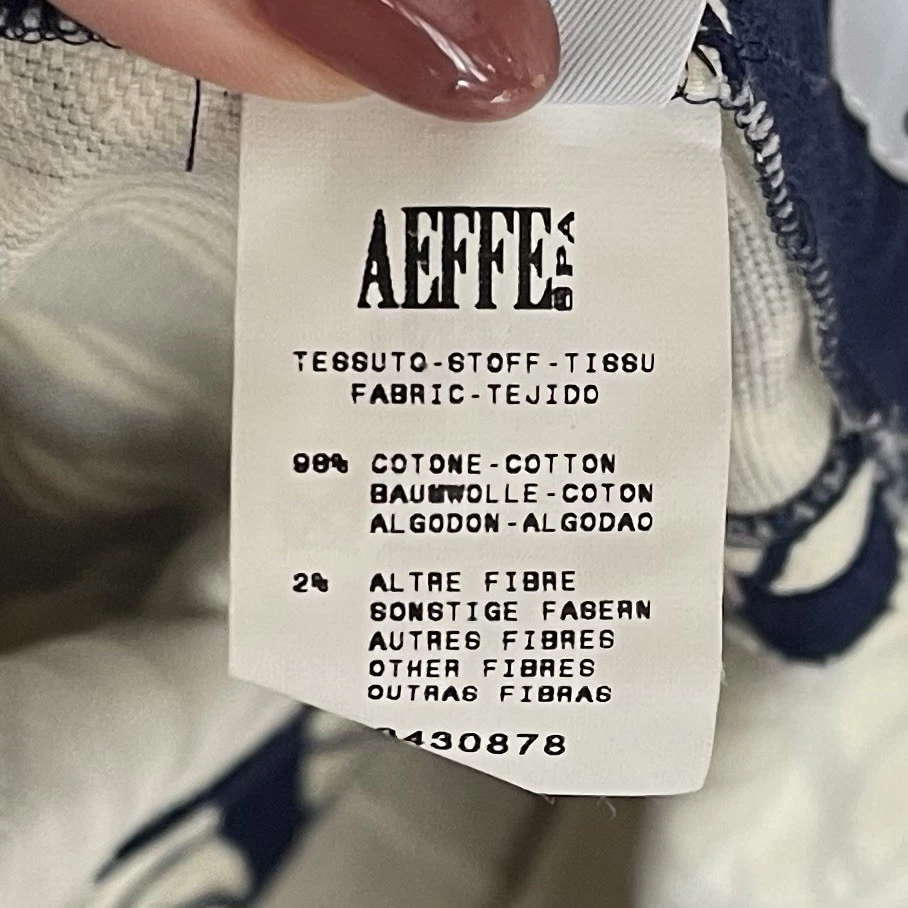 AEFFE SPA
TESSUTO-STOFF-TISSU
FABRIC-TEJIDO
98% COTONE-COTTON
BAUMWOLLE-COTON
ALGODON-ALGODAO
2% ALTRE FIBRE
SONSTIGE FASERN
AUTRES FIBRES
OTHER FIBRES
OUTRAS FIBRAS
430878